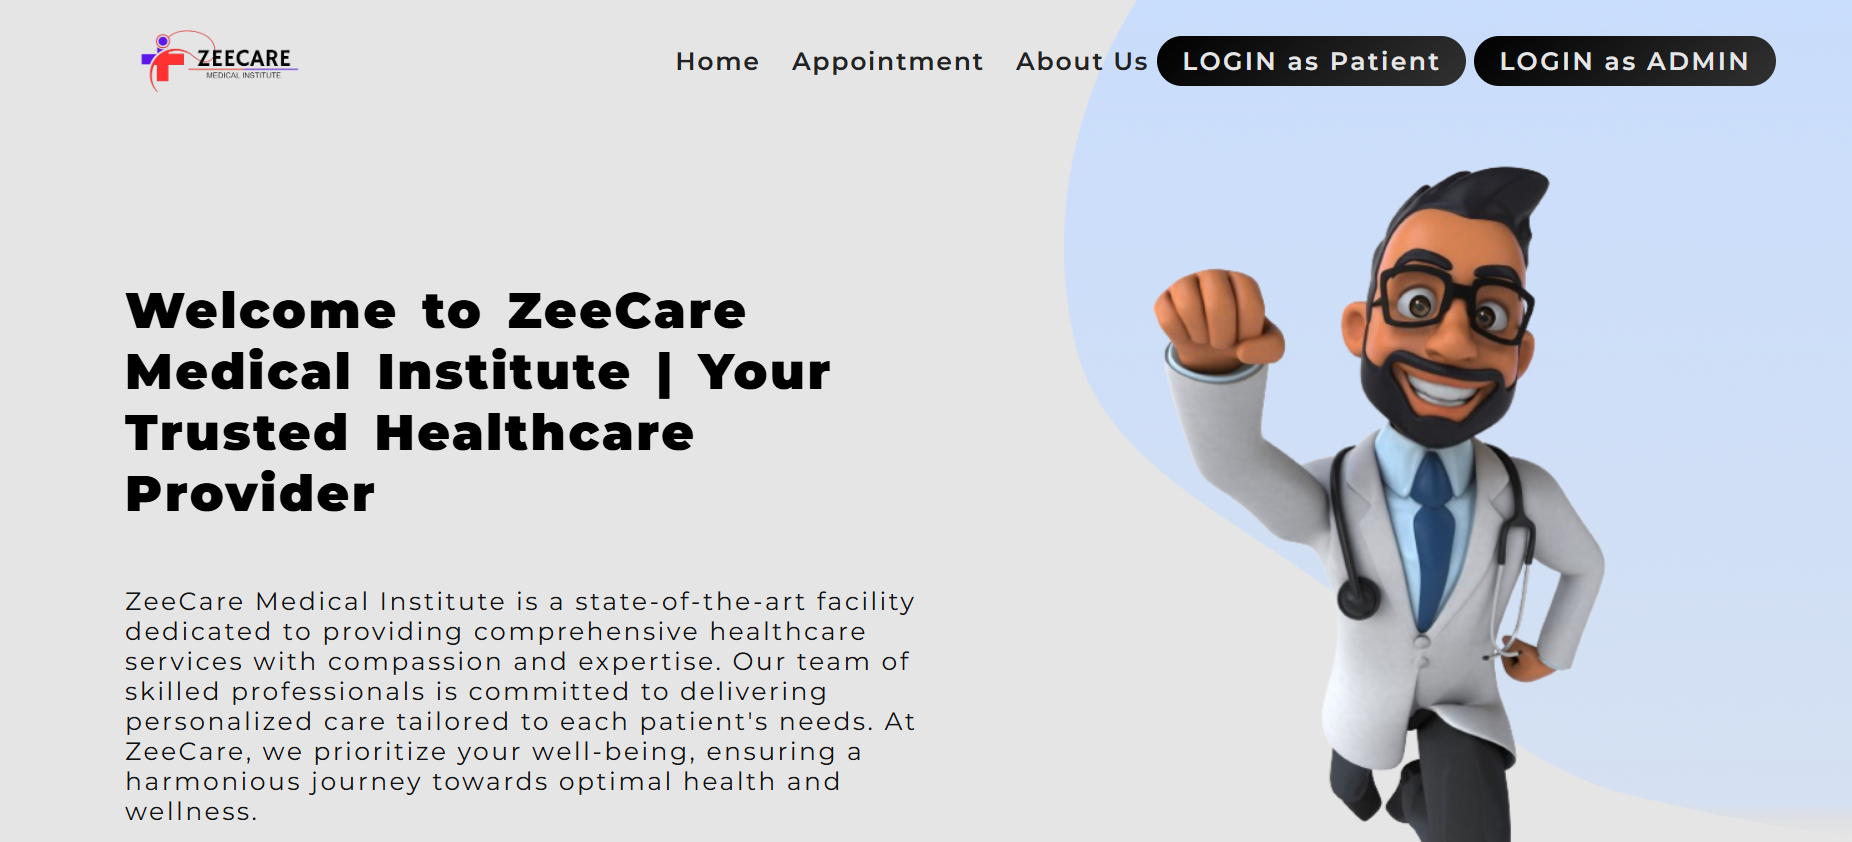 ZEECARE
MEDICAL INSTITUTE
Home Appointment About Us LOGIN as Patient LOGIN as ADMIN
Welcome to ZeeCare
Medical Institute | Your
Trusted Healthcare
Provider
ZeeCare Medical Institute is a state-of-the-art facility
dedicated to providing comprehensive healthcare
services with compassion and expertise. Our team of
skilled professionals is committed to delivering
personalized care tailored to each patient's needs. At
ZeeCare, we prioritize your well-being, ensuring a
harmonious journey towards optimal health and
wellness.